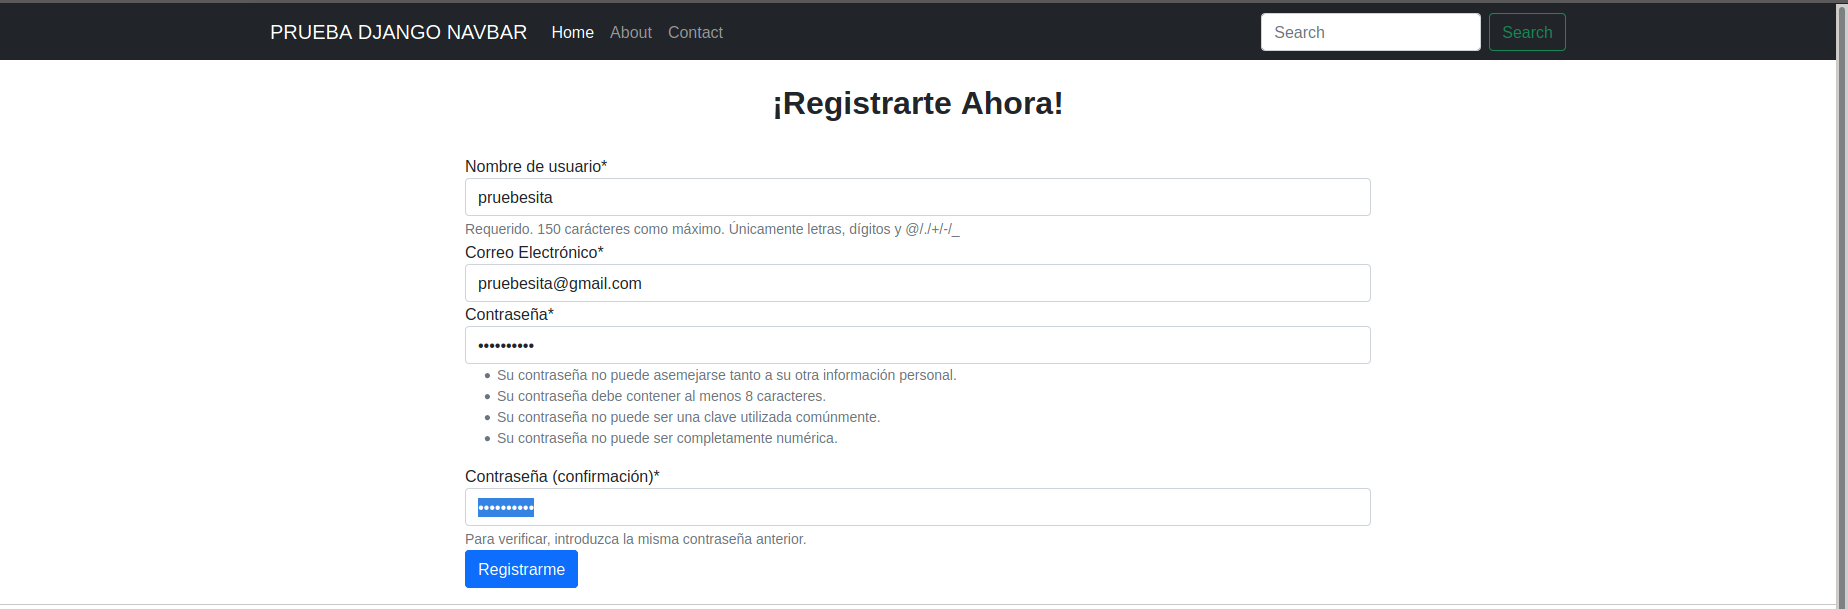 PRUEBA DJANGO NAVBAR Home About Contact Search Search
¡Registrarte Ahora!
Nombre de usuario*
pruebesita
Requerido. 150 carácteres como máximo. Únicamente letras, dígitos y @/./+/-/_
Correo Electrónico*
pruebesita@gmail.com
Contraseña*
••••••••••
• Su contraseña no puede asemejarse tanto a su otra información personal.
• Su contraseña debe contener al menos 8 caracteres.
• Su contraseña no puede ser una clave utilizada comúnmente.
• Su contraseña no puede ser completamente numérica.
Contraseña (confirmación)*
••••••••••
Para verificar, introduzca la misma contraseña anterior.
Registrarme